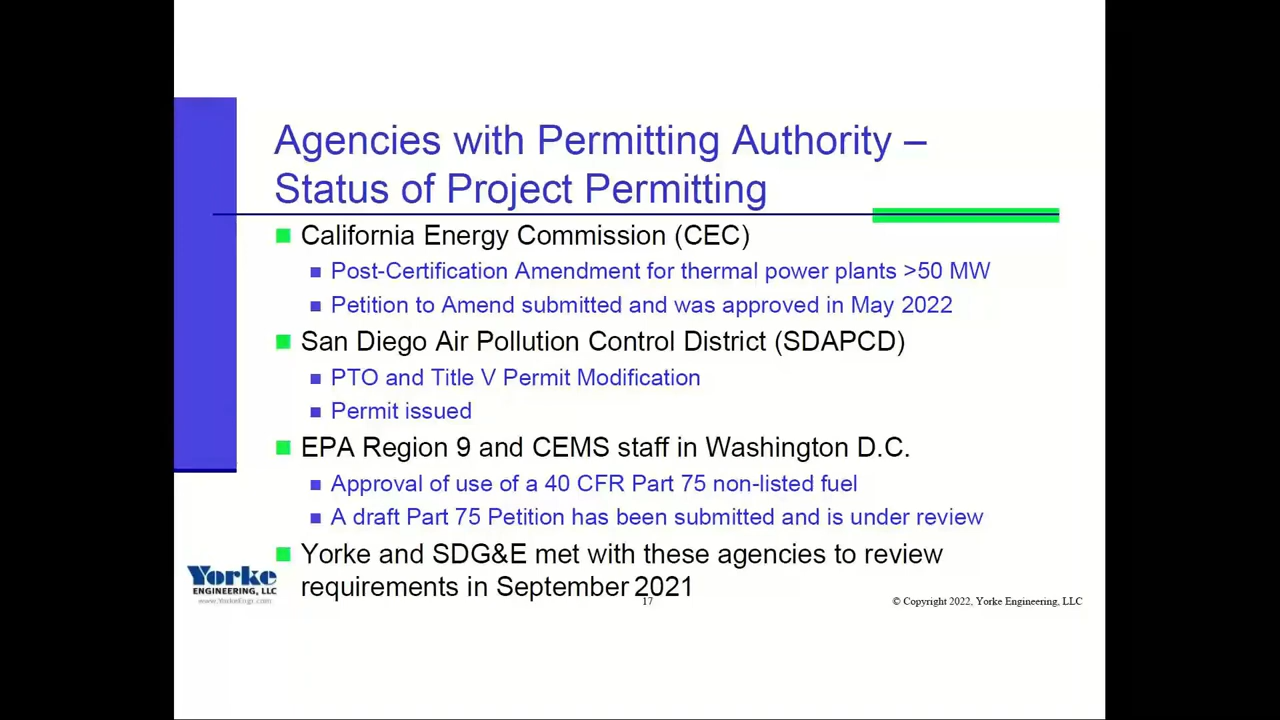 Agencies with Permitting Authority –
Status of Project Permitting
California Energy Commission (CEC)
Post-Certification Amendment for thermal power plants >50 MW
Petition to Amend submitted and was approved in May 2022
San Diego Air Pollution Control District (SDAPCD)
PTO and Title V Permit Modification
Permit issued
EPA Region 9 and CEMS staff in Washington D.C.
Approval of use of a 40 CFR Part 75 non-listed fuel
A draft Part 75 Petition has been submitted and is under review
Yorke and SDG&E met with these agencies to review
requirements in September 2021
Yorke
ENGINEERING, LLC
www.YorkeEngr.com
17
© Copyright 2022, Yorke Engineering, LLC